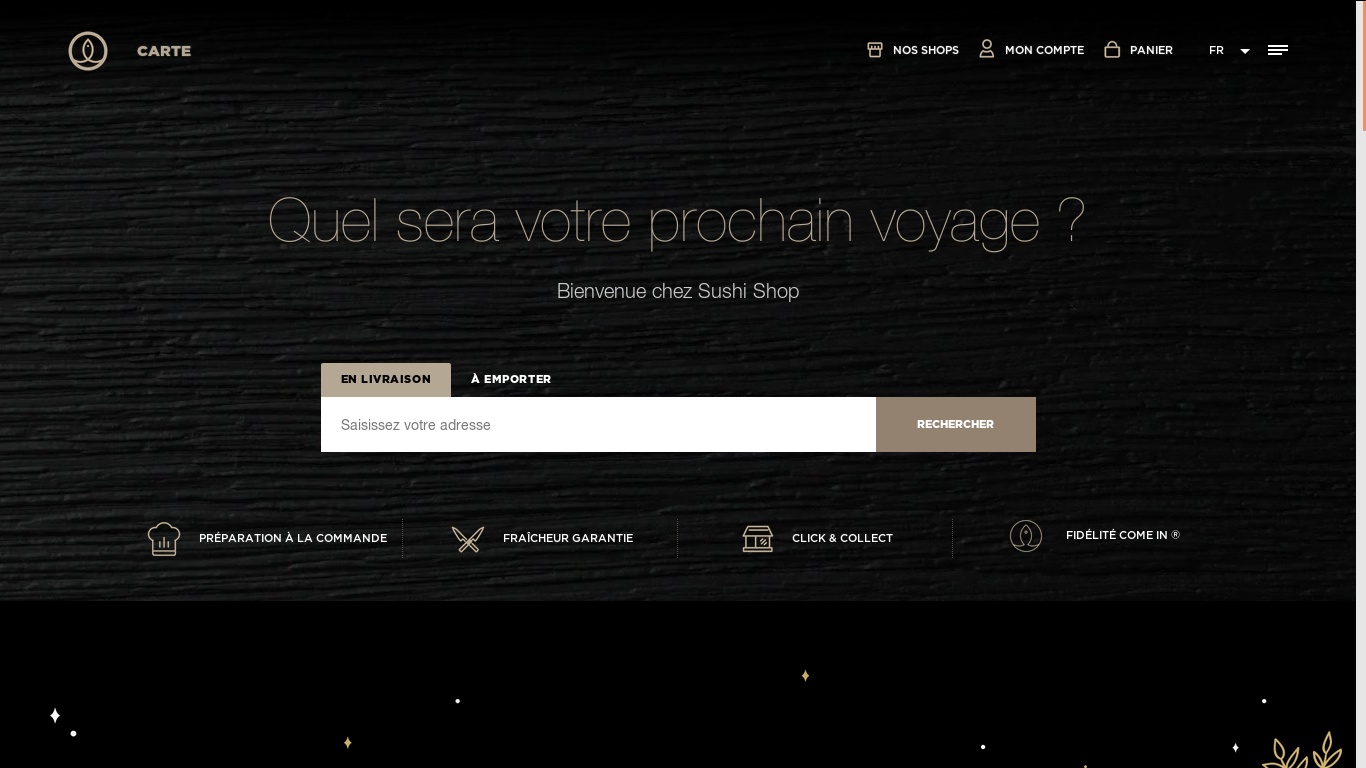 CARTE
NOS SHOPS
MON COMPTE
PANIER
FR
Quel sera votre prochain voyage ?
Bienvenue chez Sushi Shop
EN LIVRAISON
À EMPORTER
Saisissez votre adresse
RECHERCHER
PRÉPARATION À LA COMMANDE
FRAÎCHEUR GARANTIE
CLICK & COLLECT
FIDÉLITÉ COME IN ®